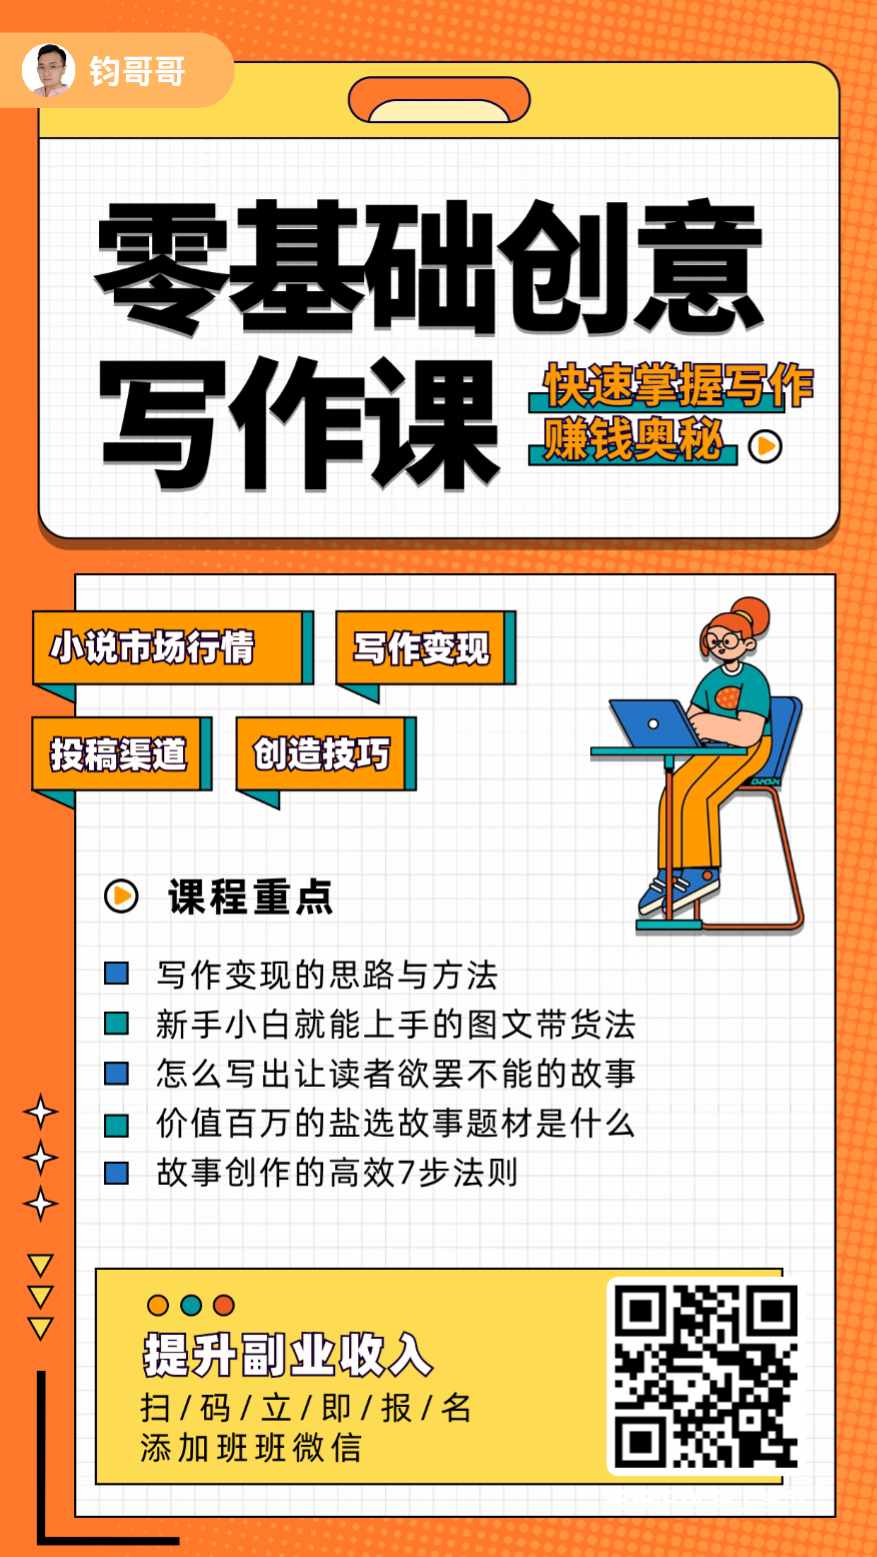 钧哥哥
零基础创意
写作课
快速掌握写作
赚钱奥秘
小说市场行情
写作变现
投稿渠道
创造技巧
课程重点
写作变现的思路与方法
新手小白就能上手的图文带货法
怎么写出让读者欲罢不能的故事
价值百万的盐选故事题材是什么
故事创作的高效7步法则
提升副业收入
扫/码/立/即/报/名
添加班班微信